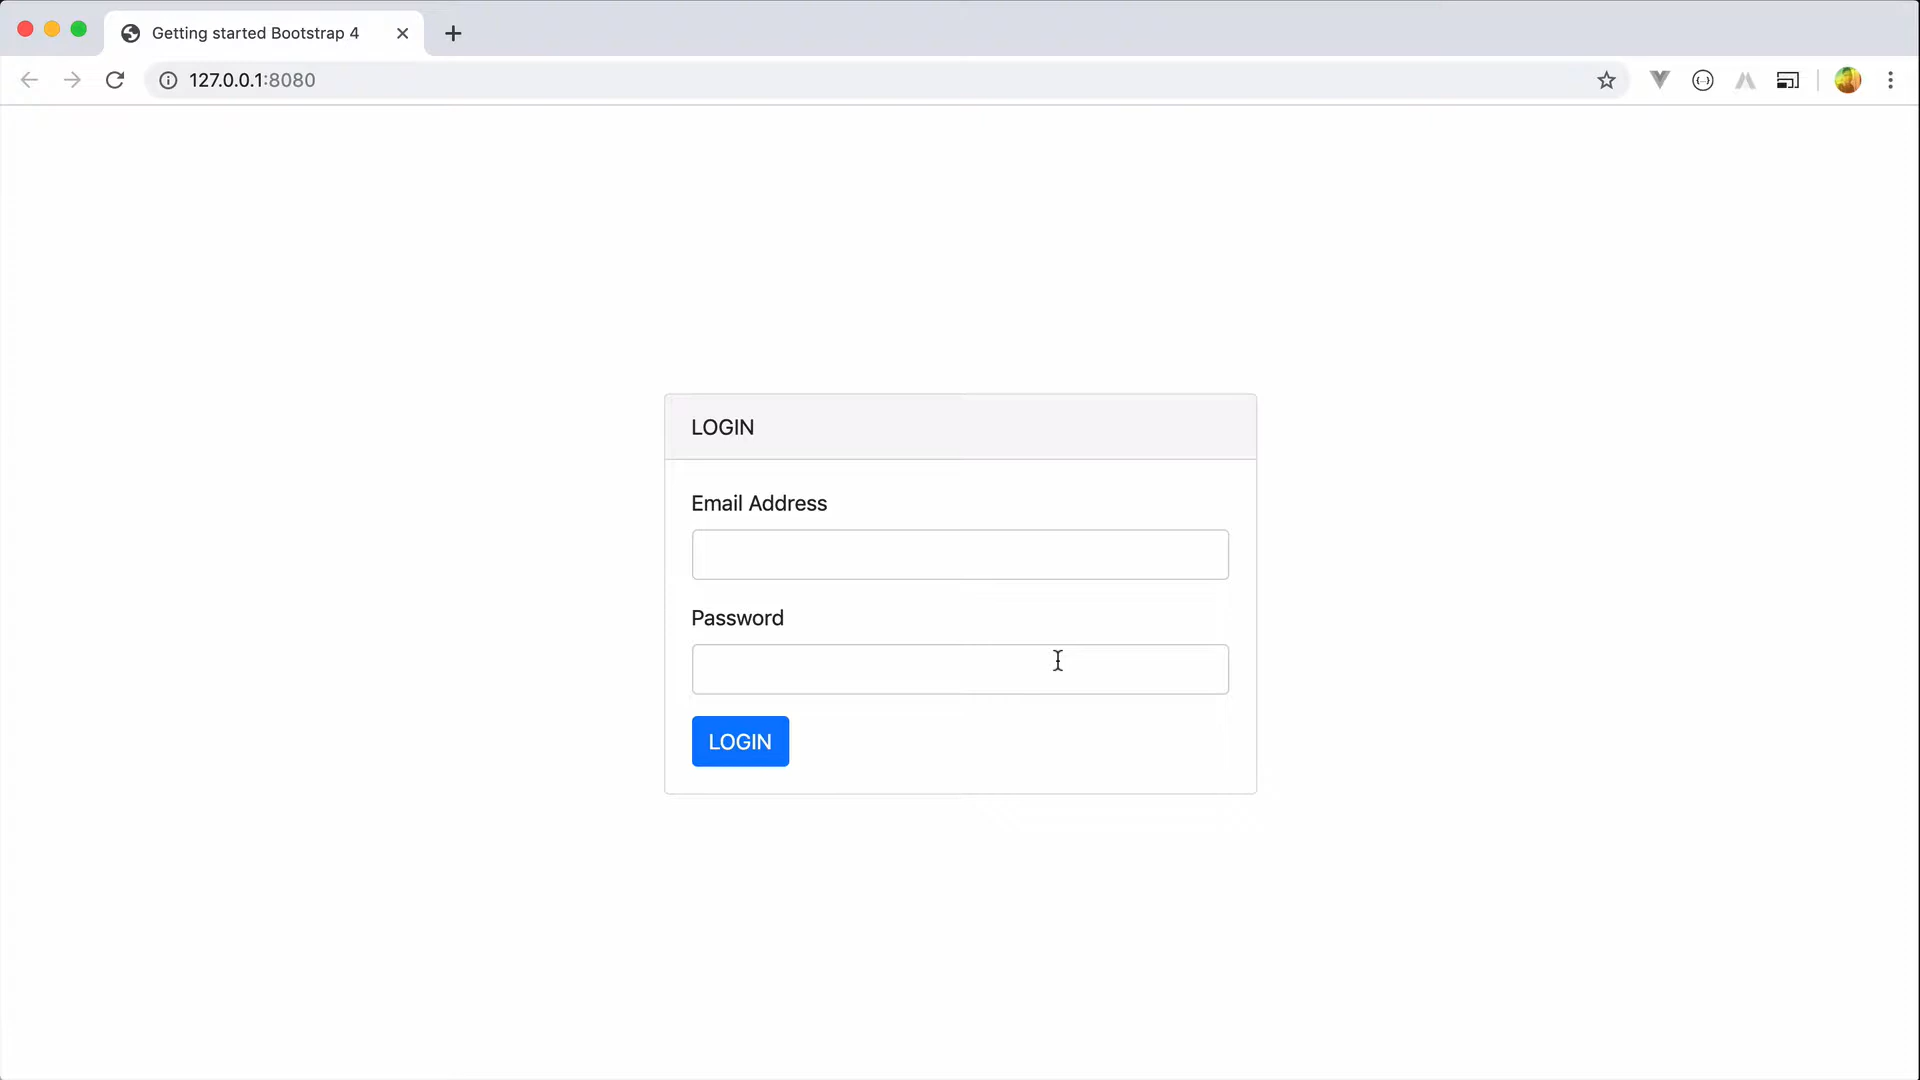 Getting started Bootstrap 4
127.0.0.1:8080
LOGIN
Email Address
Password
LOGIN